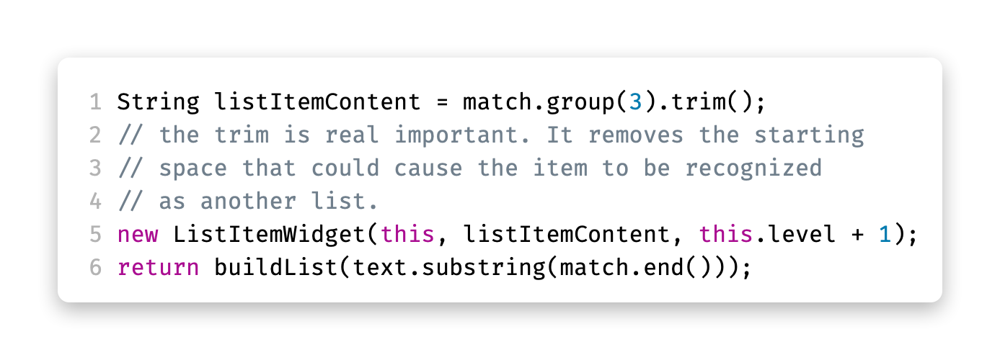 1 String listItemContent = match.group(3).trim();
2 // the trim is real important. It removes the starting
3 // space that could cause the item to be recognized
4 // as another list.
5 new ListItemWidget(this, listItemContent, this.level + 1);
6 return buildList(text.substring(match.end()));